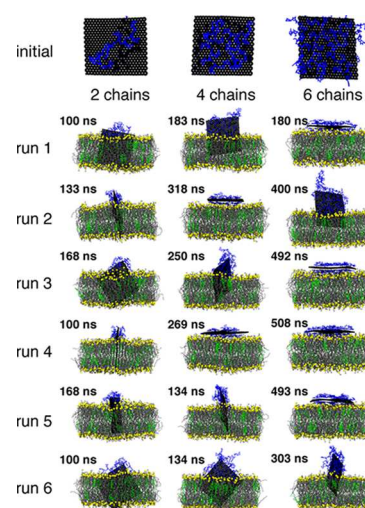 initial
2 chains 4 chains 6 chains
100 ns 183 ns 180 ns
run 1
133 ns 318 ns 400 ns
run 2
168 ns 250 ns 492 ns
run 3
100 ns 269 ns 508 ns
run 4
168 ns 134 ns 493 ns
run 5
100 ns 134 ns 303 ns
run 6